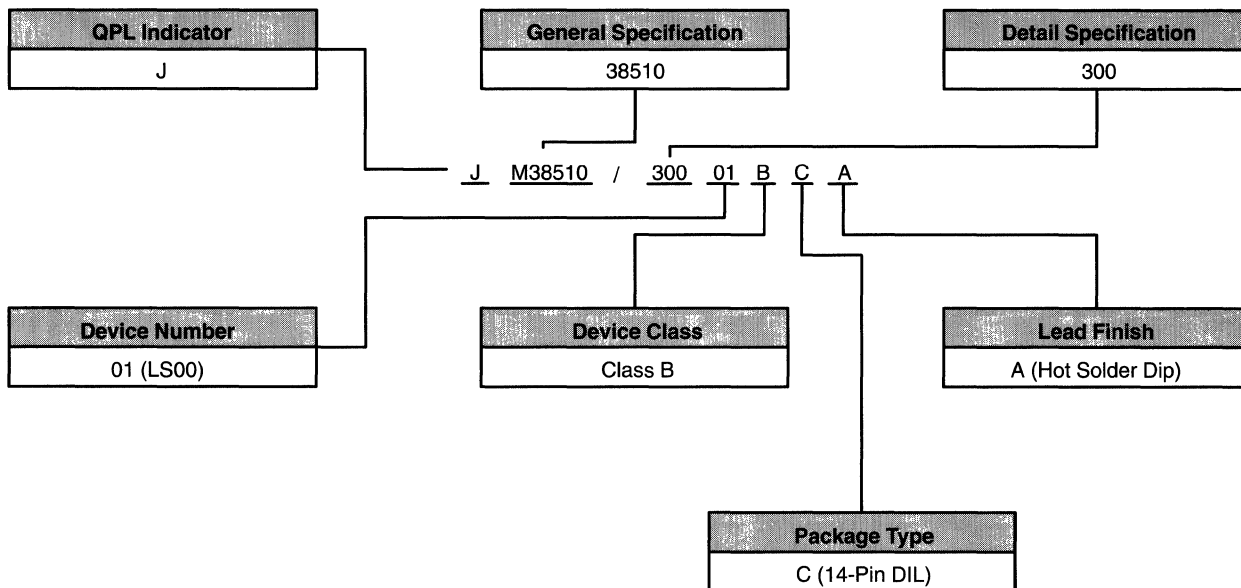 QPL Indicator
J
General Specification
38510
Detail Specification
300
J M38510 / 300 01 B C A
Device Number
01 (LS00)
Device Class
Class B
Lead Finish
A (Hot Solder Dip)
Package Type
C (14-Pin DIL)